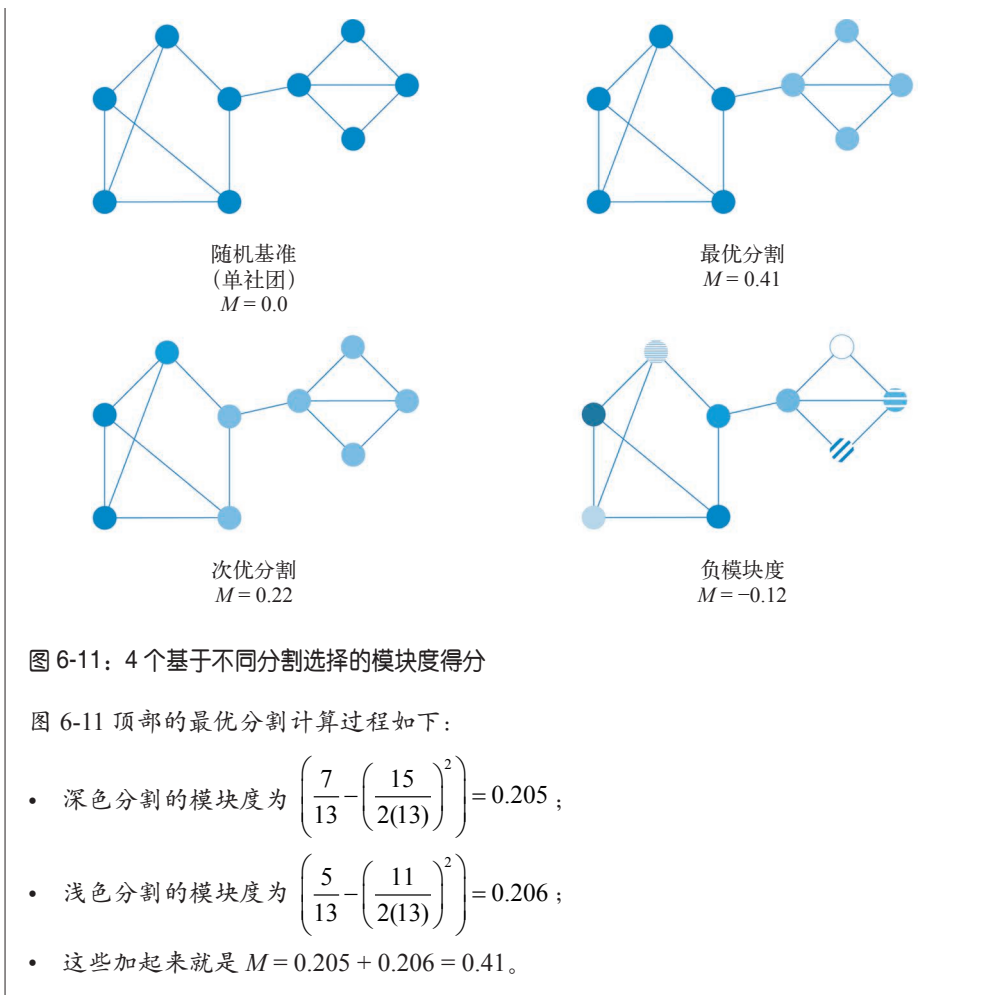 随机基准
（单社团）
M = 0.0
最优分割
M = 0.41
次优分割
M = 0.22
负模块度
M = −0.12
图 6-11：4 个基于不同分割选择的模块度得分
图 6-11 顶部的最优分割计算过程如下：
• 深色分割的模块度为 (7/13 − (15/2(13))²) = 0.205；
• 浅色分割的模块度为 (5/13 − (11/2(13))²) = 0.206；
• 这些加起来就是 M = 0.205 + 0.206 = 0.41。